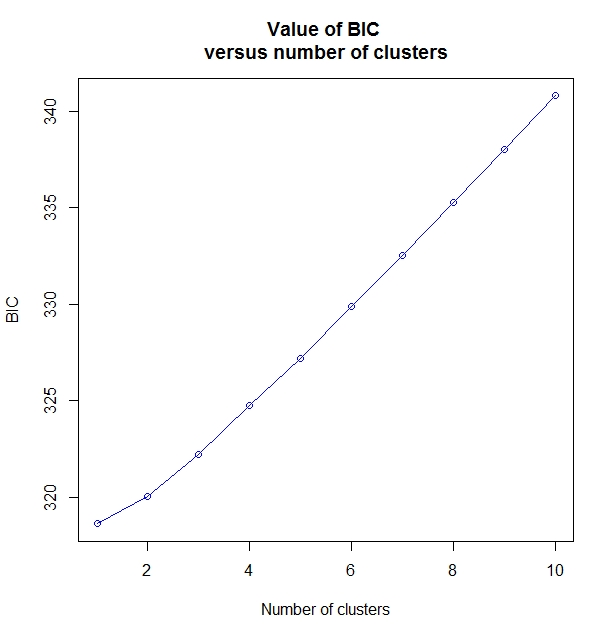 Value of BIC
versus number of clusters
340
335
330
325
320
BIC
2 4 6 8 10
Number of clusters